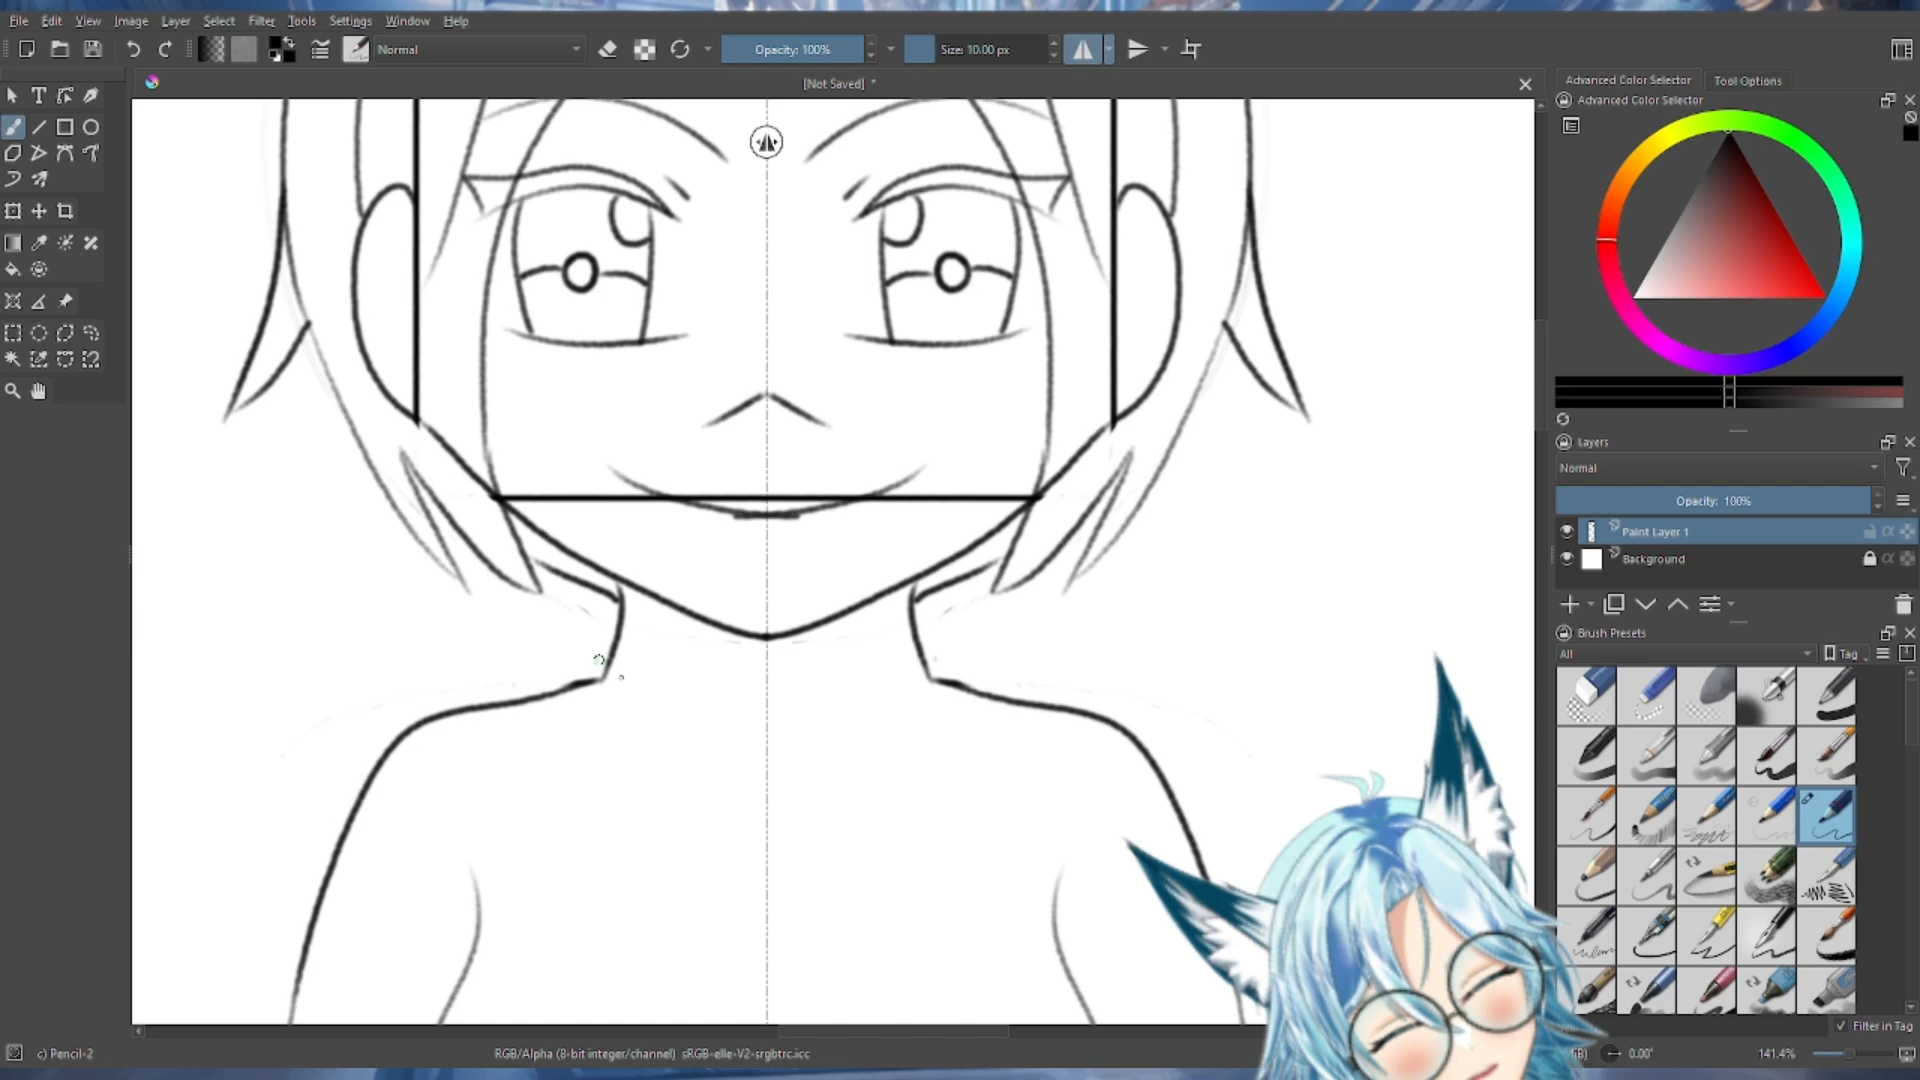 File Edit View Image Layer Select Filter Tools Settings Window Help
Normal Opacity: 100% Size: 10.00 px
[Not Saved] *
Advanced Color Selector Tool Options
Advanced Color Selector
Layers
Normal
Opacity: 100%
Paint Layer 1
Background
Brush Presets
All Tag
Filter in Tag
c) Pencil-2 RGB/Alpha (8-bit integer/channel) sRGB-elle-V2-srgbtrc.icc 0.00° 141.4%